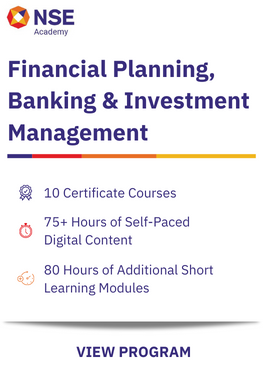 NSE
Academy
Financial Planning,
Banking & Investment
Management
10 Certificate Courses
75+ Hours of Self-Paced
Digital Content
80 Hours of Additional Short
Learning Modules
VIEW PROGRAM